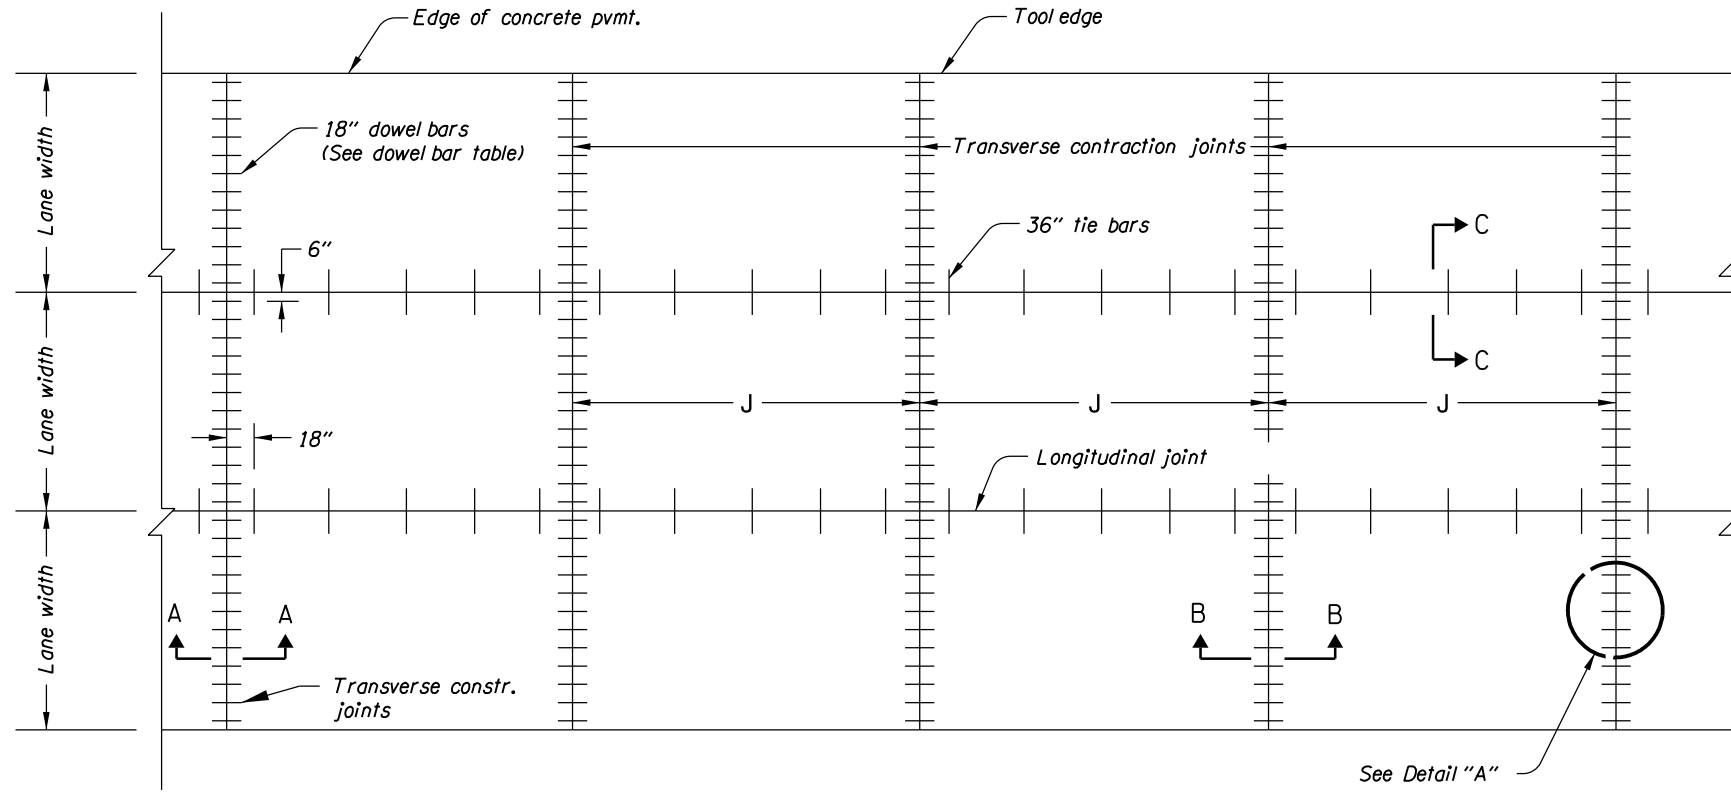 Edge of concrete pvmt.
Tool edge
18" dowel bars
(See dowel bar table)
Transverse contraction joints
Lane width
36" tie bars
C
6"
C
Lane width
J
J
J
18"
Longitudinal joint
Lane width
A
A
B
B
Transverse constr.
joints
See Detail "A"